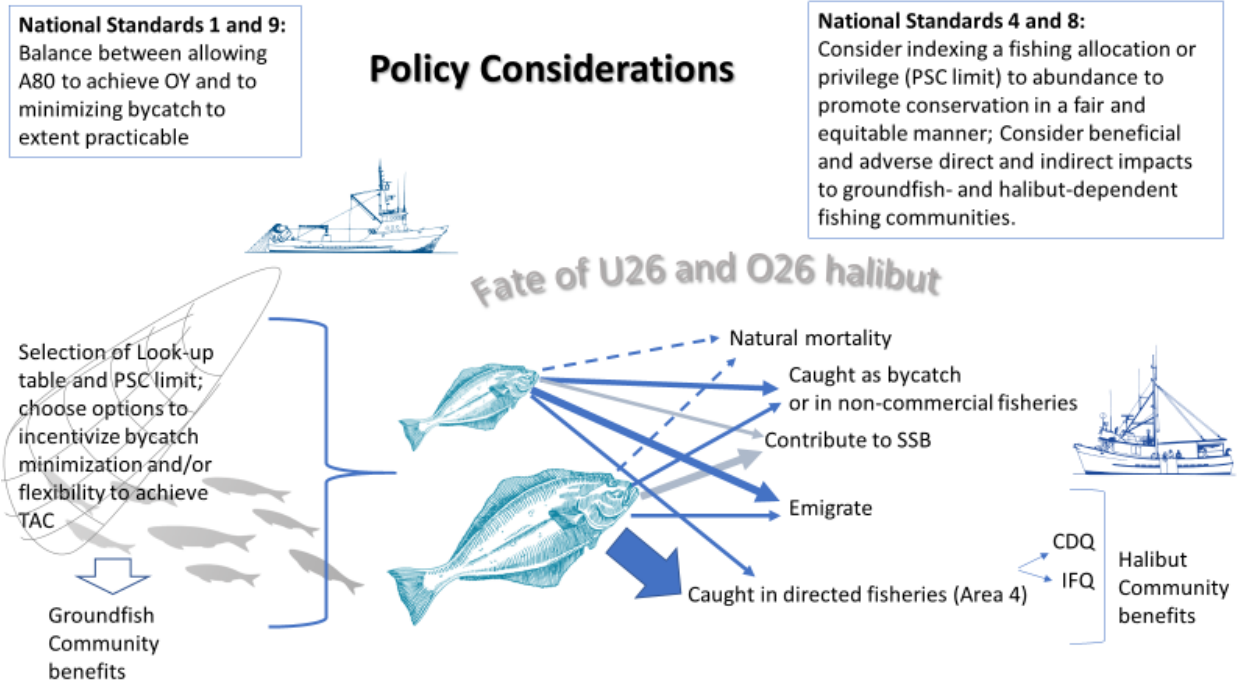 National Standards 1 and 9:
Balance between allowing
A80 to achieve OY and to
minimizing bycatch to
extent practicable
Policy Considerations
National Standards 4 and 8:
Consider indexing a fishing allocation or
privilege (PSC limit) to abundance to
promote conservation in a fair and
equitable manner; Consider beneficial
and adverse direct and indirect impacts
to groundfish- and halibut-dependent
fishing communities.
Fate of U26 and O26 halibut
Selection of Look-up
table and PSC limit;
choose options to
incentivize bycatch
minimization and/or
flexibility to achieve
TAC
Groundfish
Community
benefits
Natural mortality
Caught as bycatch
or in non-commercial fisheries
Contribute to SSB
Emigrate
Caught in directed fisheries (Area 4)
CDQ
IFQ
Halibut
Community
benefits